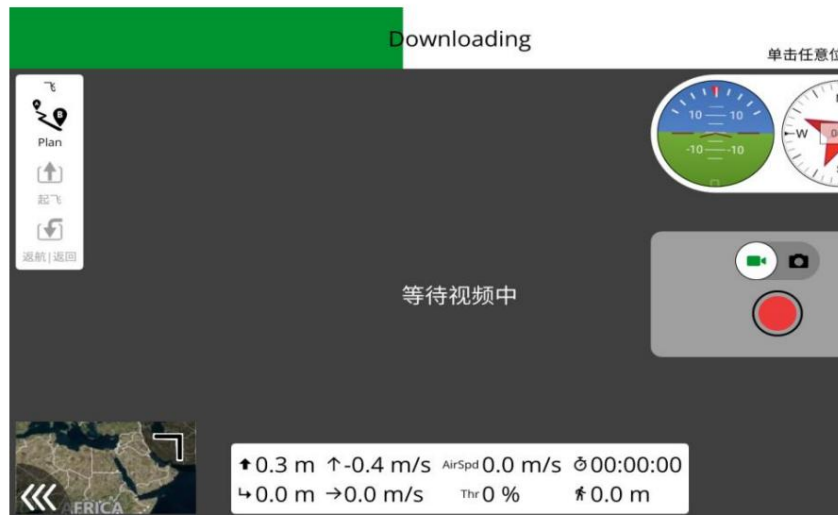 Downloading
单击任意位
飞
Plan
起飞
返航|返回
10 10
-10 -10
W
等待视频中
0.3 m -0.4 m/s AirSpd 0.0 m/s 00:00:00
0.0 m 0.0 m/s Thr 0 % 0.0 m
AFRICA